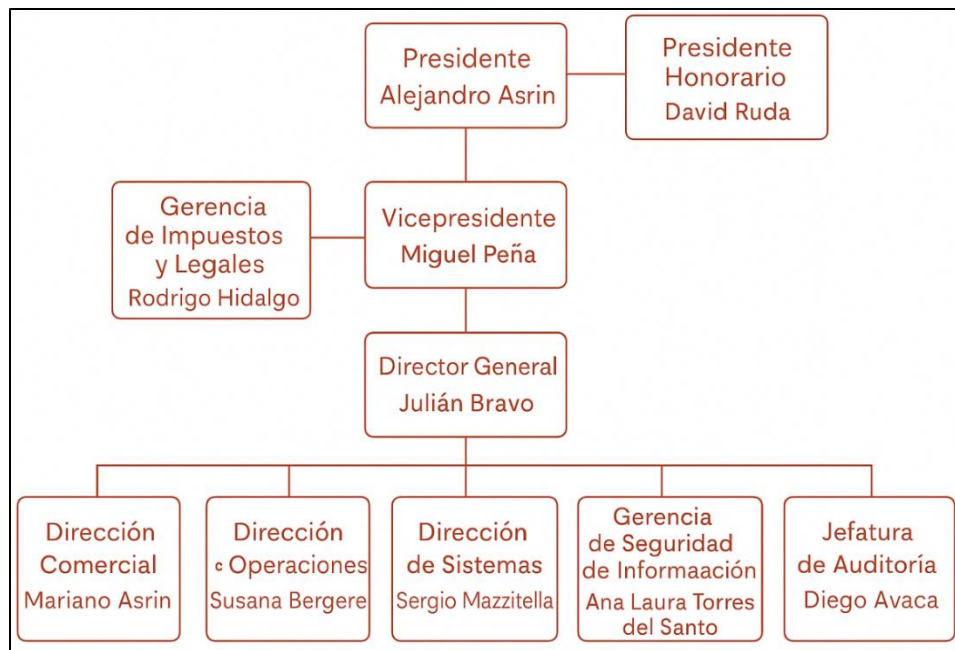 Presidente
Alejandro Asrin
Presidente
Honorario
David Ruda
Gerencia
de Impuestos
y Legales
Rodrigo Hidalgo
Vicepresidente
Miguel Peña
Director General
Julián Bravo
Dirección
Comercial
Mariano Asrin
Dirección
c Operaciones
Susana Bergere
Dirección
de Sistemas
Sergio Mazzitella
Gerencia
de Seguridad
de Informaación
Ana Laura Torres
del Santo
Jefatura
de Auditoría
Diego Avaca